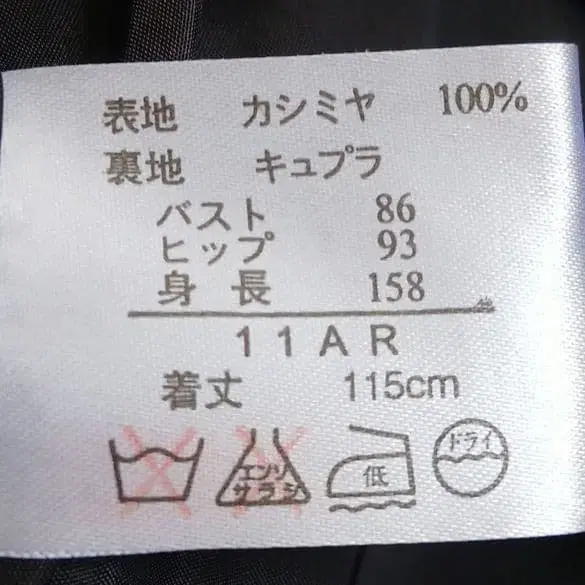 表地 カシミヤ 100%
裏地 キュプラ
バスト 86
ヒップ 93
身長 158
11AR
着丈 115cm
エンソ
サラシ
低
ドライ